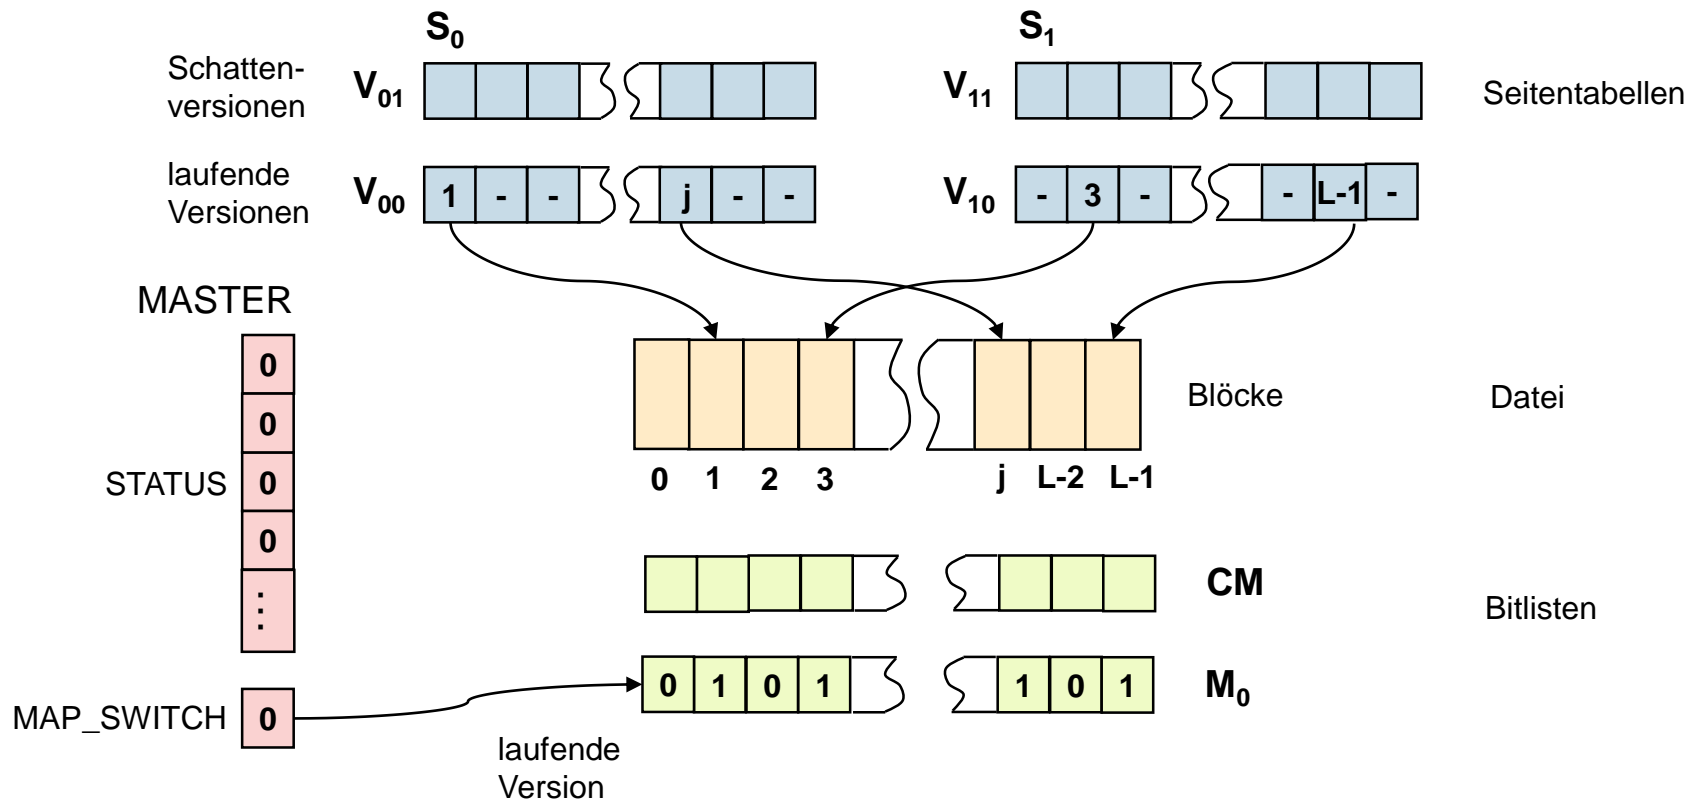 S0 S1
Schatten-
versionen V01 V11 Seitentabellen
laufende
Versionen V00 1 - - j - - V10 - 3 - - L-1 -
MASTER
0
0
STATUS 0
0
⋮
Blöcke Datei
0 1 2 3 j L-2 L-1
CM
Bitlisten
MAP_SWITCH 0
0 1 0 1 1 0 1 M0
laufende
Version